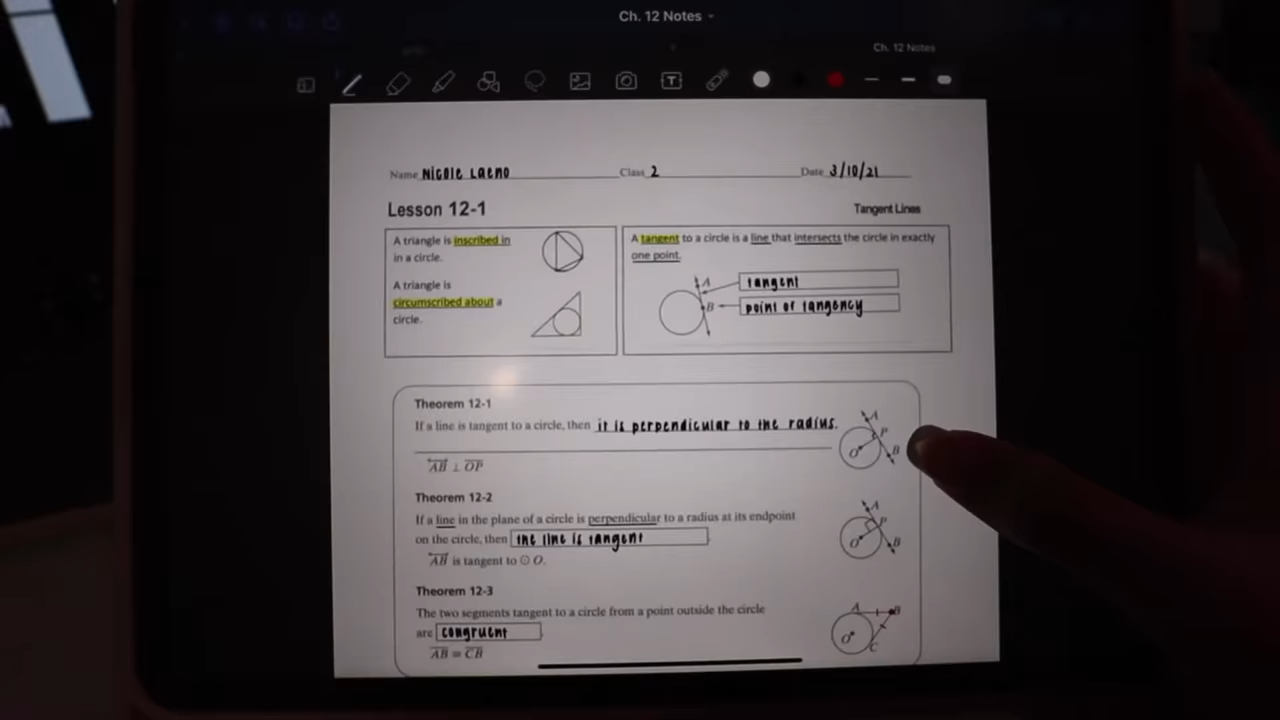 Ch. 12 Notes
Ch. 12 Notes
T
Name Nicole Laeno Class 2 Date 3/10/21
Lesson 12-1 Tangent Lines
A triangle is inscribed in
in a circle.
A triangle is
circumscribed about a
circle.
A tangent to a circle is a line that intersects the circle in exactly
one point.
A tangent
B point of tangency
Theorem 12-1
If a line is tangent to a circle, then it is perpendicular to the radius.
A
P
O B
AB ⊥ OP
Theorem 12-2
If a line in the plane of a circle is perpendicular to a radius at its endpoint
on the circle, then the line is tangent
A
P
O B
AB is tangent to ⊙ O.
Theorem 12-3
The two segments tangent to a circle from a point outside the circle
are congruent
A B
O
C
AB ≅ CB